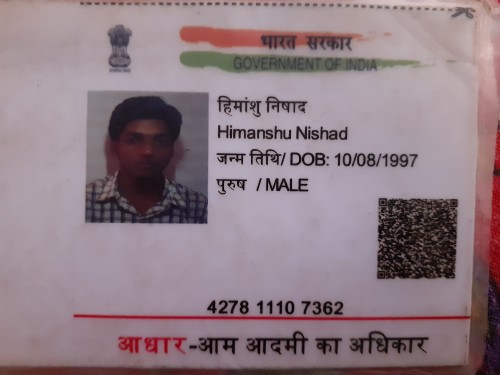 भारत सरकार
GOVERNMENT OF INDIA
हिमांशु निषाद
Himanshu Nishad
जन्म तिथि/ DOB: 10/08/1997
पुरुष / MALE
4278 1110 7362
आधार-आम आदमी का अधिकार